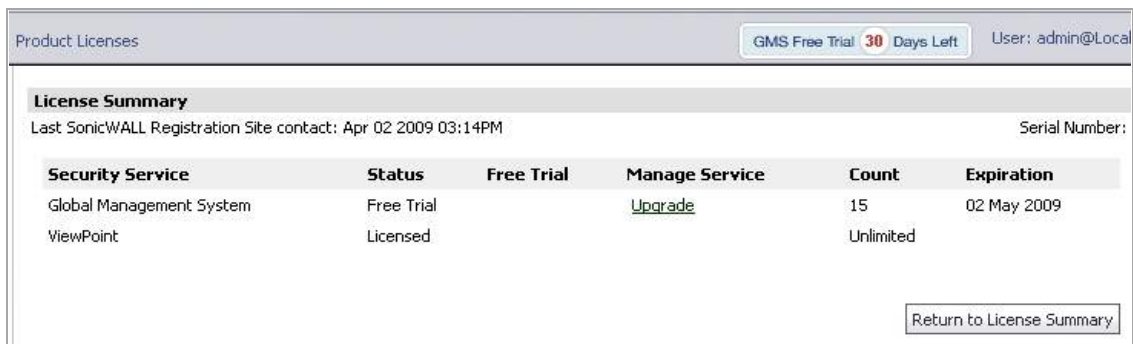 Product Licenses GMS Free Trial 30 Days Left User: admin@Local
License Summary
Last SonicWALL Registration Site contact: Apr 02 2009 03:14PM Serial Number:
Security Service Status Free Trial Manage Service Count Expiration
Global Management System Free Trial Upgrade 15 02 May 2009
ViewPoint Licensed Unlimited
Return to License Summary